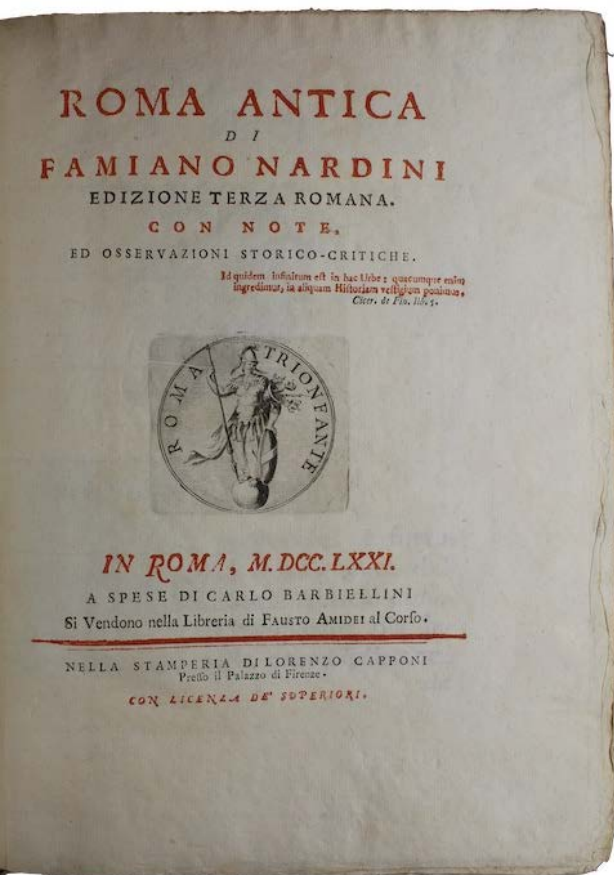 ROMA ANTICA
DI
FAMIANO NARDINI
EDIZIONE TERZA ROMANA.
CON NOTE,
ED OSSERVAZIONI STORICO-CRITICHE.
Id quidem infinitum eſt in hac Urbe; quacumque enim
ingredimur, in aliquam Hiſtoriam veſtigium ponimus.
Cicer. de Fin. lib. 5.
ROMA TRIONFANTE
IN ROMA, M.DCC.LXXI.
A SPESE DI CARLO BARBIELLINI
Si Vendono nella Libreria di FAUSTO AMIDEI al Corſo.
NELLA STAMPERIA DI LORENZO CAPPONI
Preſſo il Palazzo di Firenze.
CON LICENZA DE' SUPERIORI.